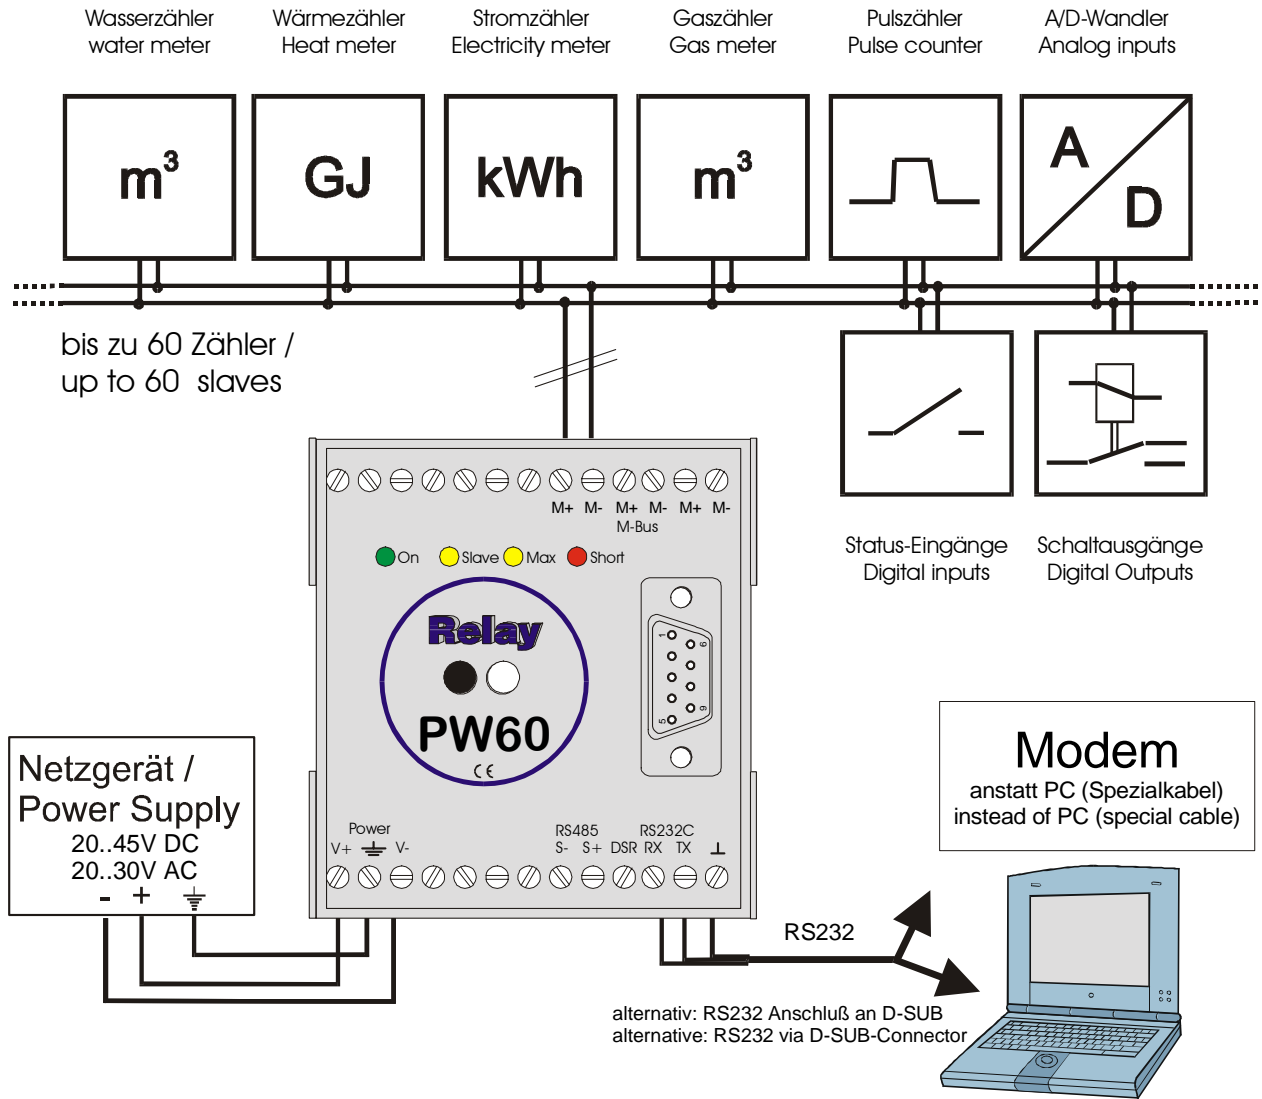 Wasserzähler
water meter
Wärmezähler
Heat meter
Stromzähler
Electricity meter
Gaszähler
Gas meter
Pulszähler
Pulse counter
A/D-Wandler
Analog inputs
m³
GJ
kWh
m³
A
D
bis zu 60 Zähler /
up to 60 slaves
Status-Eingänge
Digital inputs
Schaltausgänge
Digital Outputs
M+ M- M+ M- M+ M-
M-Bus
On Slave Max Short
Relay
PW60
CE
1
6
5
9
Power
V+ V-
RS485
S- S+
RS232C
DSR RX TX
Netzgerät /
Power Supply
20..45V DC
20..30V AC
- +
Modem
anstatt PC (Spezialkabel)
instead of PC (special cable)
RS232
alternativ: RS232 Anschluß an D-SUB
alternative: RS232 via D-SUB-Connector